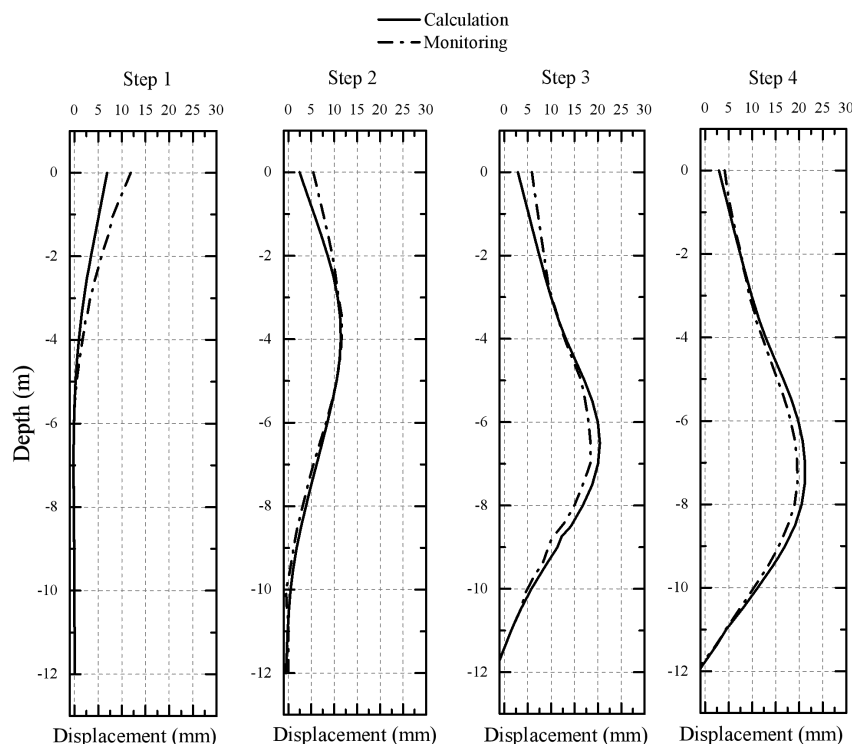 Calculation
Monitoring
Step 1 Step 2 Step 3 Step 4
0 5 10 15 20 25 30 0 5 10 15 20 25 30 0 5 10 15 20 25 30 0 5 10 15 20 25 30
0 0 0 0
-2 -2 -2 -2
-4 -4 -4 -4
Depth (m)
-6 -6 -6 -6
-8 -8 -8 -8
-10 -10 -10 -10
-12 -12 -12 -12
Displacement (mm) Displacement (mm) Displacement (mm) Displacement (mm)